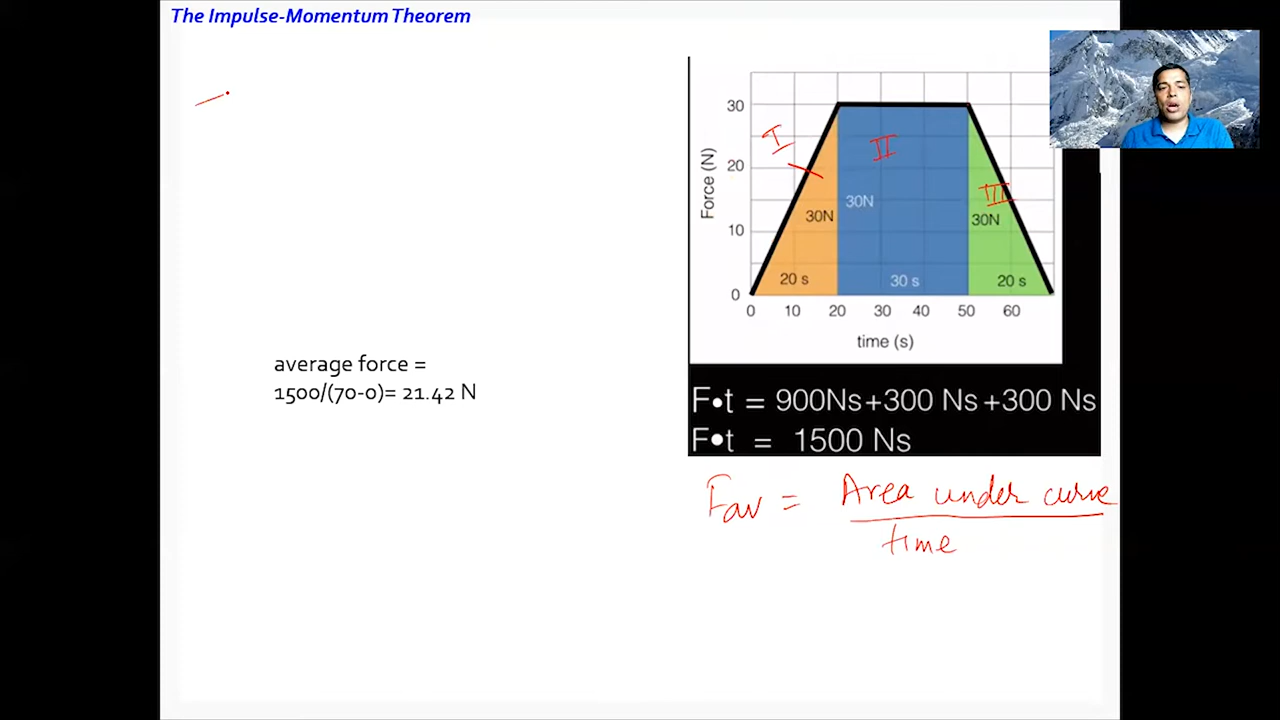 The Impulse-Momentum Theorem
average force =
1500/(70-0)= 21.42 N
Force (N)
30
20
10
0
I
II
III
30N
30N
30N
20 s
30 s
20 s
0 10 20 30 40 50 60
time (s)
F•t = 900Ns+300 Ns+300 Ns
F•t = 1500 Ns
Fav = Area under curve
time